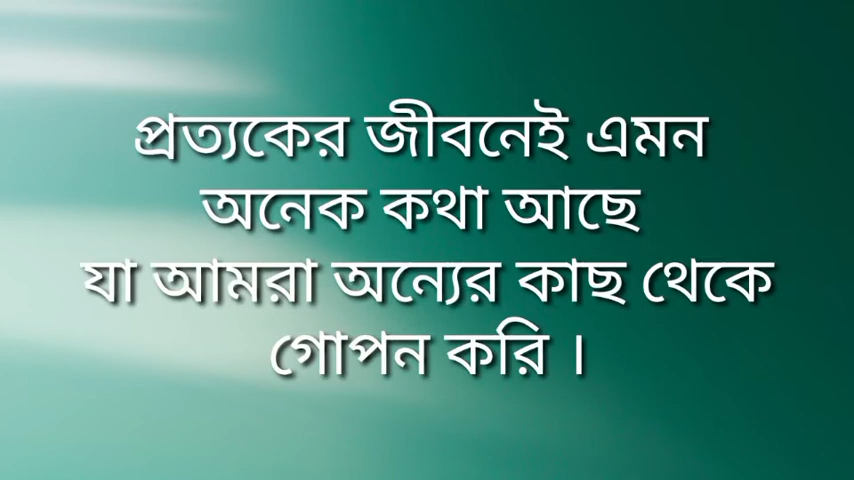 প্রত্যকের জীবনেই এমন
অনেক কথা আছে
যা আমরা অন্যের কাছ থেকে
গোপন করি ।